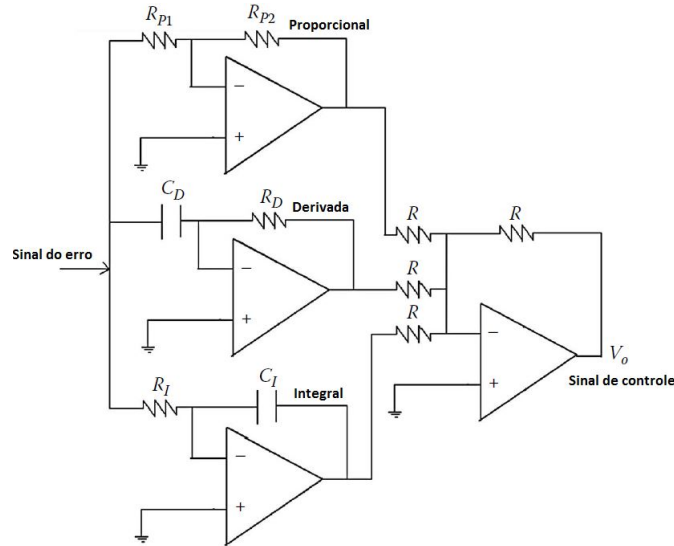 R_P1 R_P2 Proporcional
−
+
C_D R_D Derivada
R R
Sinal do erro
−
+
R
R
−
V_o
R_I C_I Integral
+
Sinal de controle
−
+